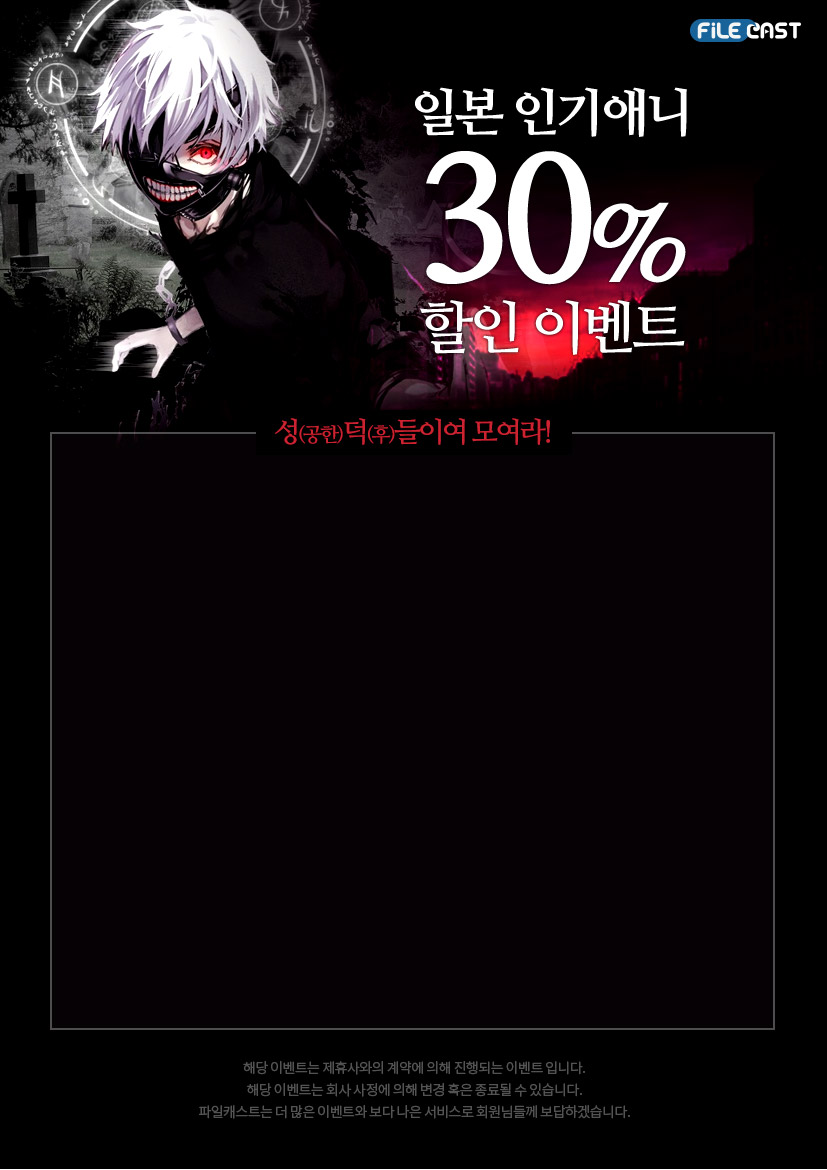 FiLE CAST
일본 인기애니
30%
할인 이벤트
성(공한)덕(후)들이여 모여라!
해당 이벤트는 제휴사와의 계약에 의해 진행되는 이벤트 입니다.
해당 이벤트는 회사 사정에 의해 변경 혹은 종료될 수 있습니다.
파일캐스트는 더 많은 이벤트와 보다 나은 서비스로 회원님들께 보답하겠습니다.